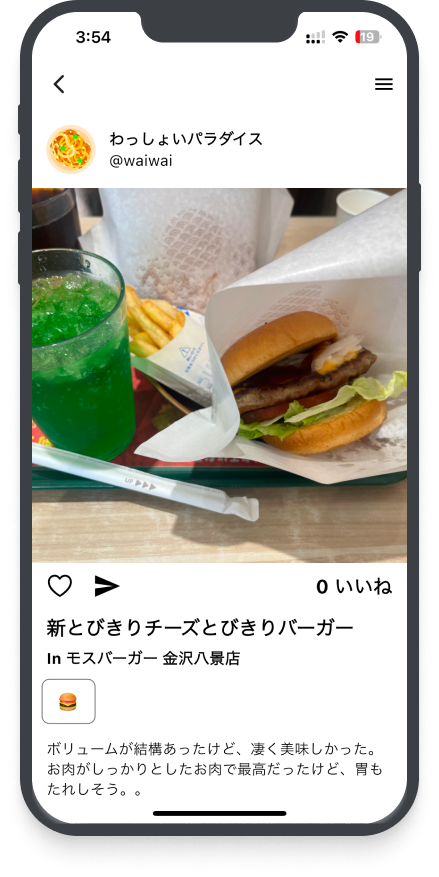 3:54
19
わっしょいパラダイス
@waiwai
UP
0 いいね
新とびきりチーズとびきりバーガー
In モスバーガー 金沢八景店
ボリュームが結構あったけど、凄く美味しかった。
お肉がしっかりとしたお肉で最高だったけど、胃も
たれしそう。。